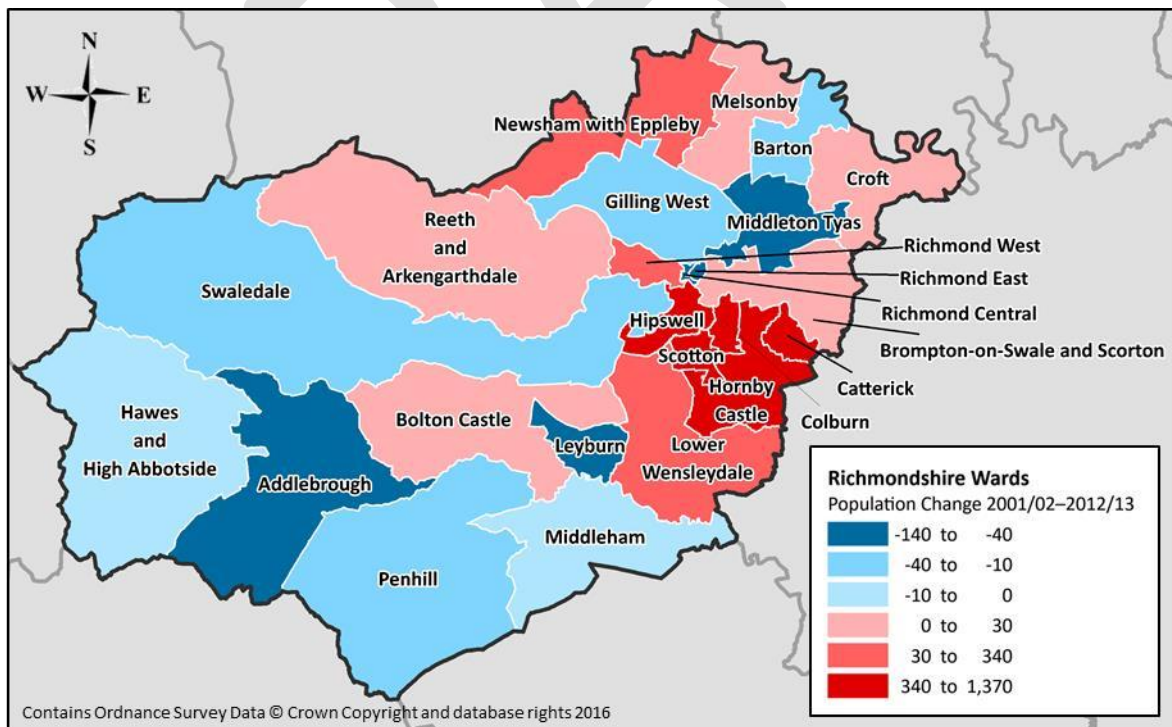 N
W E
S
Melsonby
Newsham with Eppleby
Barton
Croft
Gilling West
Middleton Tyas
Reeth
and
Arkengarthdale
Richmond West
Richmond East
Swaledale
Richmond Central
Hipswell
Brompton-on-Swale and Scorton
Scotton
Catterick
Hornby
Castle
Colburn
Hawes
and
High Abbotside
Bolton Castle
Leyburn
Lower
Wensleydale
Addlebrough
Middleham
Penhill
Richmondshire Wards
Population Change 2001/02–2012/13
-140 to -40
-40 to -10
-10 to 0
0 to 30
30 to 340
340 to 1,370
Contains Ordnance Survey Data © Crown Copyright and database rights 2016